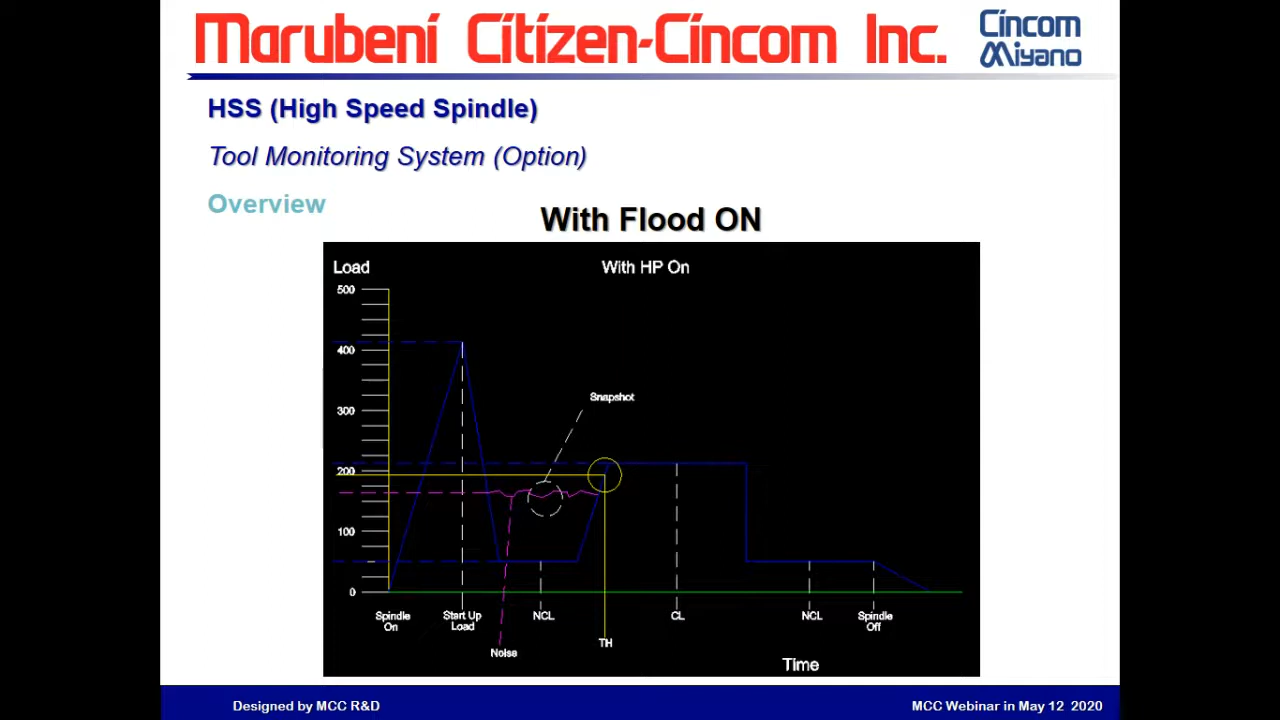 Marubeni Citizen-Cincom Inc.
Cincom
Miyano
HSS (High Speed Spindle)
Tool Monitoring System (Option)
Overview
With Flood ON
Load
With HP On
500
400
300
200
100
0
Snapshot
Spindle
On
Start Up
Load
NCL
TH
CL
NCL
Spindle
Off
Noise
Time
Designed by MCC R&D
MCC Webinar in May 12 2020